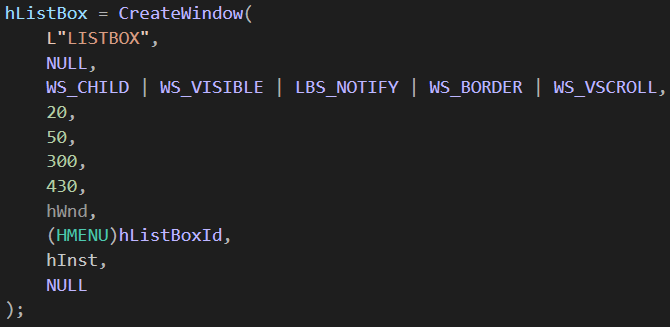 hListBox = CreateWindow(
    L"LISTBOX",
    NULL,
    WS_CHILD | WS_VISIBLE | LBS_NOTIFY | WS_BORDER | WS_VSCROLL,
    20,
    50,
    300,
    430,
    hWnd,
    (HMENU)hListBoxId,
    hInst,
    NULL
);